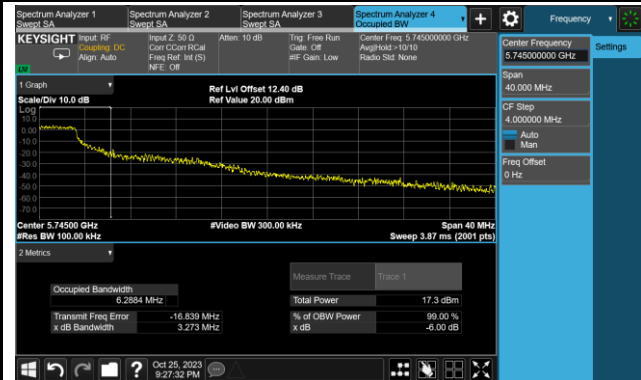 Spectrum Analyzer 1
Swept SA
Spectrum Analyzer 2
Swept SA
Spectrum Analyzer 3
Swept SA
Spectrum Analyzer 4
Occupied BW
Frequency
KEYSIGHT
Input: RF
Coupling: DC
Align: Auto
Input Z: 50 Ω
Corr CCorr RCal
Freq Ref: Int (S)
NFE: Off
Atten: 10 dB
Trig: Free Run
Gate: Off
#IF Gain: Low
Center Freq: 5.745000000 GHz
Avg|Hold:>10/10
Radio Std: None
Center Frequency
5.745000000 GHz
Settings
Span
40.000 MHz
CF Step
4.000000 MHz
Auto
Man
Freq Offset
0 Hz
1 Graph
Scale/Div 10.0 dB
Ref Lvl Offset 12.40 dB
Ref Value 20.00 dBm
Log
10.0
0.00
-10.0
-20.0
-30.0
-40.0
-50.0
-60.0
-70.0
Center 5.74500 GHz
#Res BW 100.00 kHz
#Video BW 300.00 kHz
Span 40 MHz
Sweep 3.87 ms (2001 pts)
2 Metrics
Measure Trace
Trace 1
Occupied Bandwidth
6.2884 MHz
Total Power
17.3 dBm
Transmit Freq Error
-16.839 MHz
% of OBW Power
99.00 %
x dB Bandwidth
3.273 MHz
x dB
-6.00 dB
Oct 25, 2023
9:27:32 PM